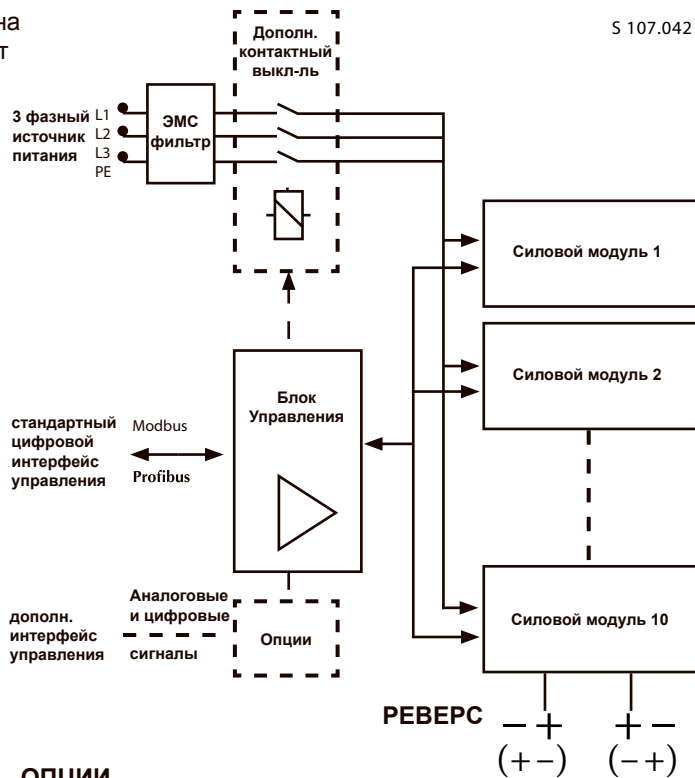 на
т
S 107.042
Дополн.
контактный
выкл-ль
3 фазный
источник
питания
L1
L2
L3
PE
ЭМС
фильтр
Силовой модуль 1
Силовой модуль 2
Блок
Управления
стандартный
цифровой
интерфейс
управления
Modbus
Profibus
Аналоговые
и цифровые
сигналы
дополн.
интерфейс
управления
Опции
Силовой модуль 10
РЕВЕРС
− + + −
(+ −) (− +)
ОПЦИИ